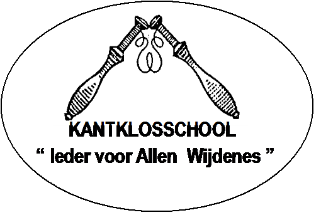 KANTKLOSSCHOOL
“ Ieder voor Allen Wijdenes ”